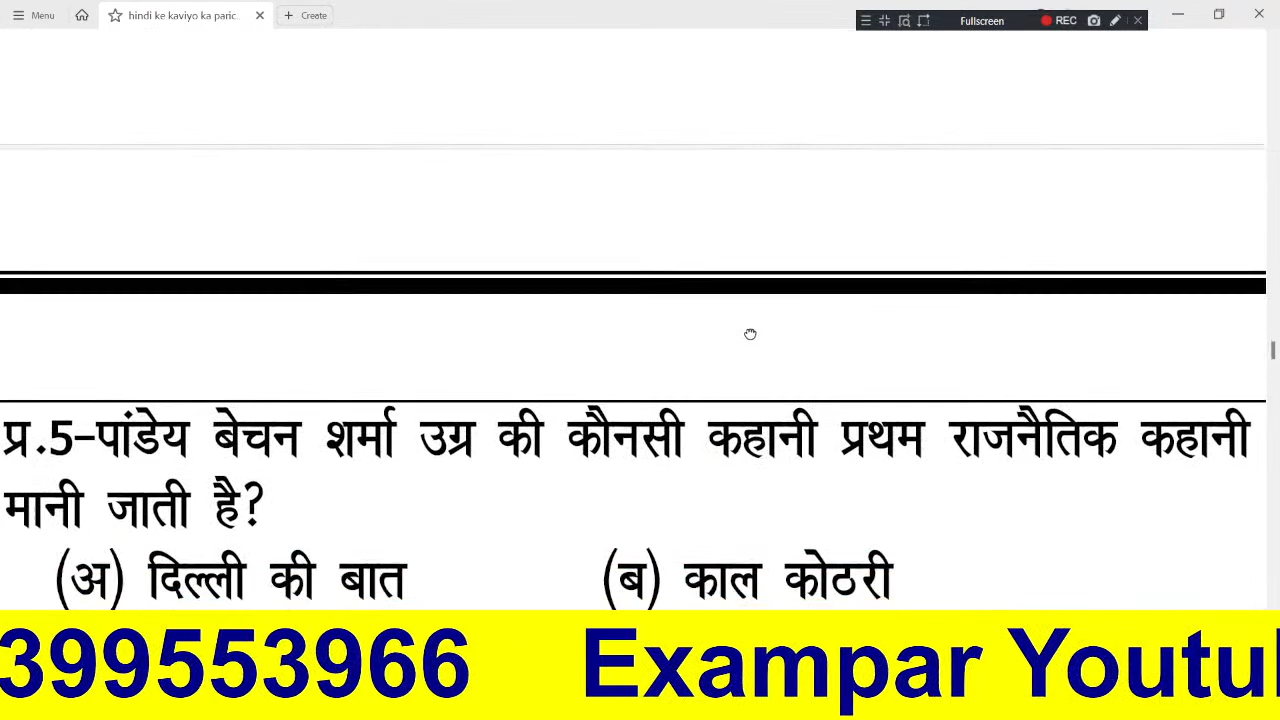 Menu
hindi ke kaviyo ka paric...
Create
Fullscreen
REC
प्र.5-पांडेय बेचन शर्मा उग्र की कौनसी कहानी प्रथम राजनैतिक कहानी
मानी जाती है?
(अ) दिल्ली की बात (ब) काल कोठरी
399553966 Exampar Youtu